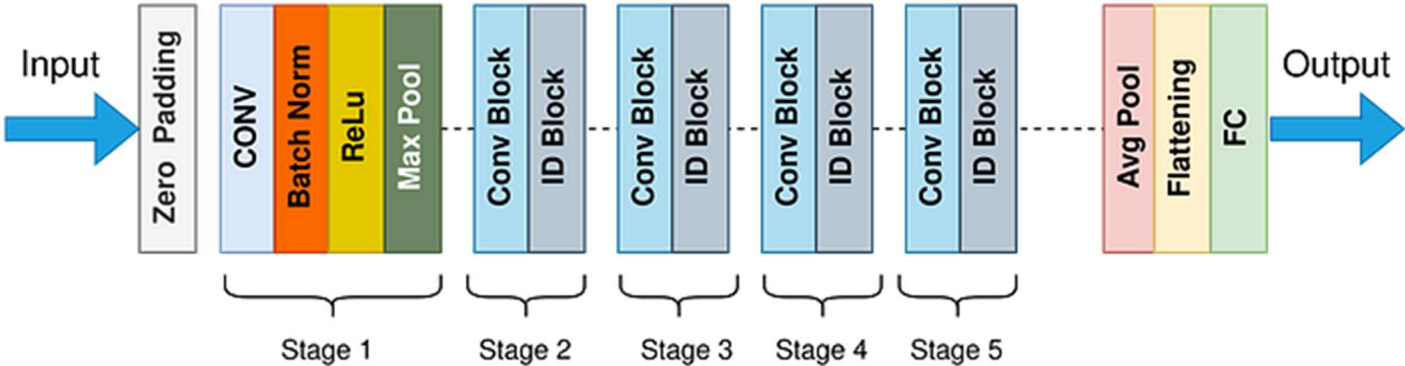 Input
Zero Padding
CONV
Batch Norm
ReLu
Max Pool
Conv Block
ID Block
Conv Block
ID Block
Conv Block
ID Block
Conv Block
ID Block
Avg Pool
Flattening
FC
Output
Stage 1
Stage 2
Stage 3
Stage 4
Stage 5